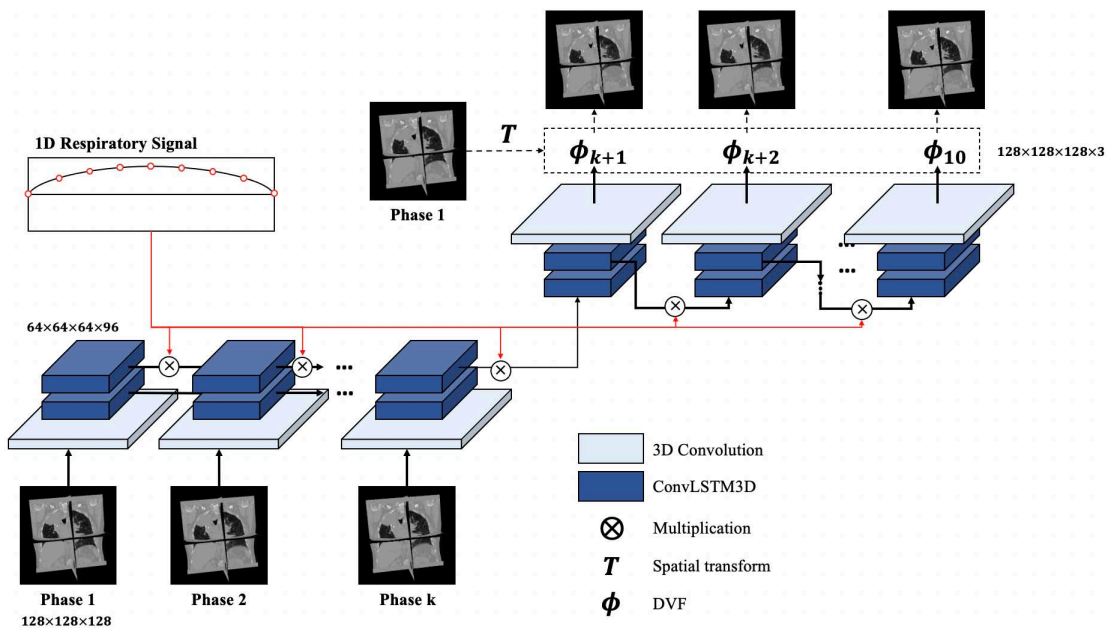 1D Respiratory Signal
Phase 1
T
ϕk+1
ϕk+2
ϕ10
128×128×128×3
64×64×64×96
...
...
...
...
3D Convolution
ConvLSTM3D
Multiplication
T
Spatial transform
ϕ
DVF
Phase 1
Phase 2
Phase k
128×128×128